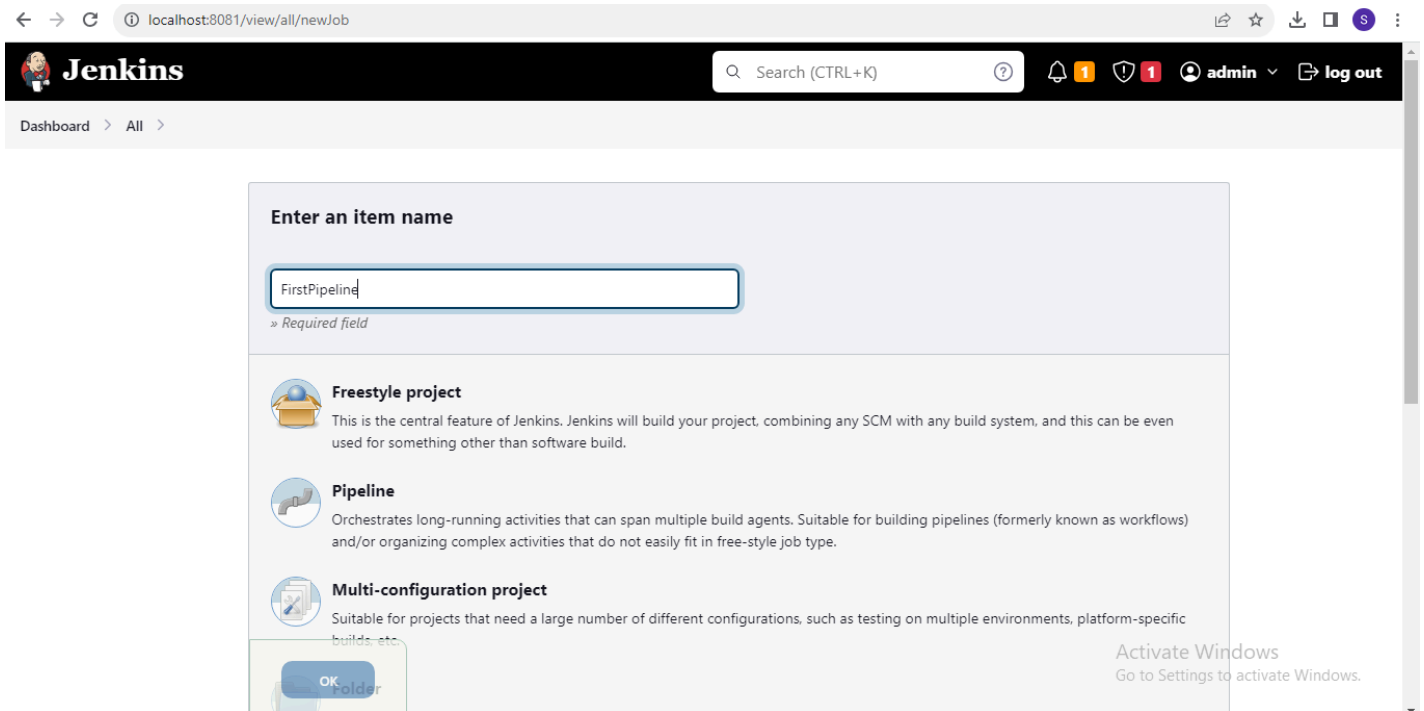 localhost:8081/view/all/newJob
S
Jenkins
Search (CTRL+K)
1
1
admin
log out
Dashboard
All
Enter an item name
FirstPipeline
» Required field
Freestyle project
This is the central feature of Jenkins. Jenkins will build your project, combining any SCM with any build system, and this can be even
used for something other than software build.
Pipeline
Orchestrates long-running activities that can span multiple build agents. Suitable for building pipelines (formerly known as workflows)
and/or organizing complex activities that do not easily fit in free-style job type.
Multi-configuration project
Suitable for projects that need a large number of different configurations, such as testing on multiple environments, platform-specific
builds, etc.
Activate Windows
Go to Settings to activate Windows.
OK
Folder